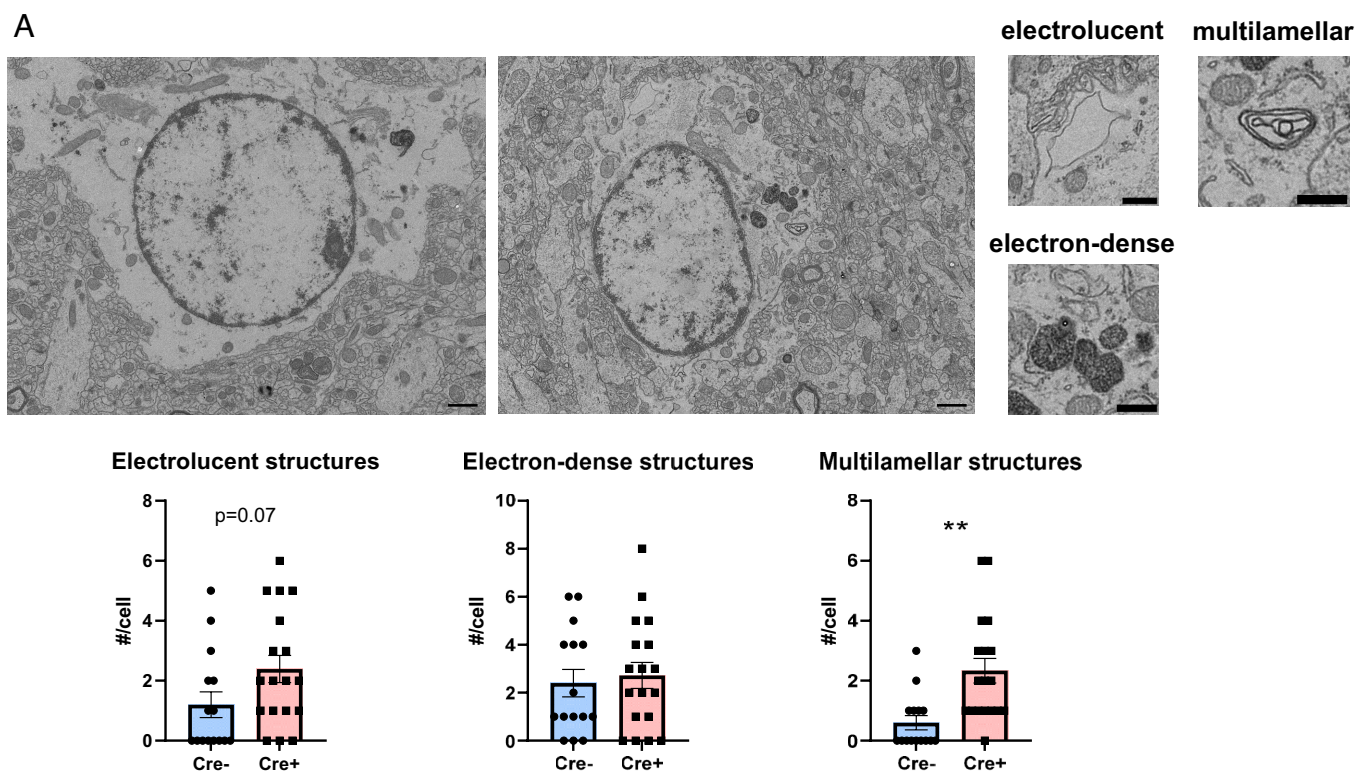 A
electrolucent
multilamellar
electron-dense
Electrolucent structures
8
6
4
2
0
#/cell
p=0.07
Cre-
Cre+
Electron-dense structures
10
8
6
4
2
0
#/cell
Cre-
Cre+
Multilamellar structures
8
6
4
2
0
#/cell
**
Cre-
Cre+